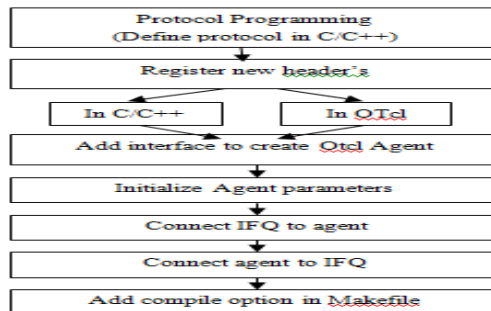 Protocol Programming
(Define protocol in C/C++)
Register new header's
In C/C++
In OTcl
Add interface to create Otcl Agent
Initialize Agent parameters
Connect IFQ to agent
Connect agent to IFQ
Add compile option in Makefile